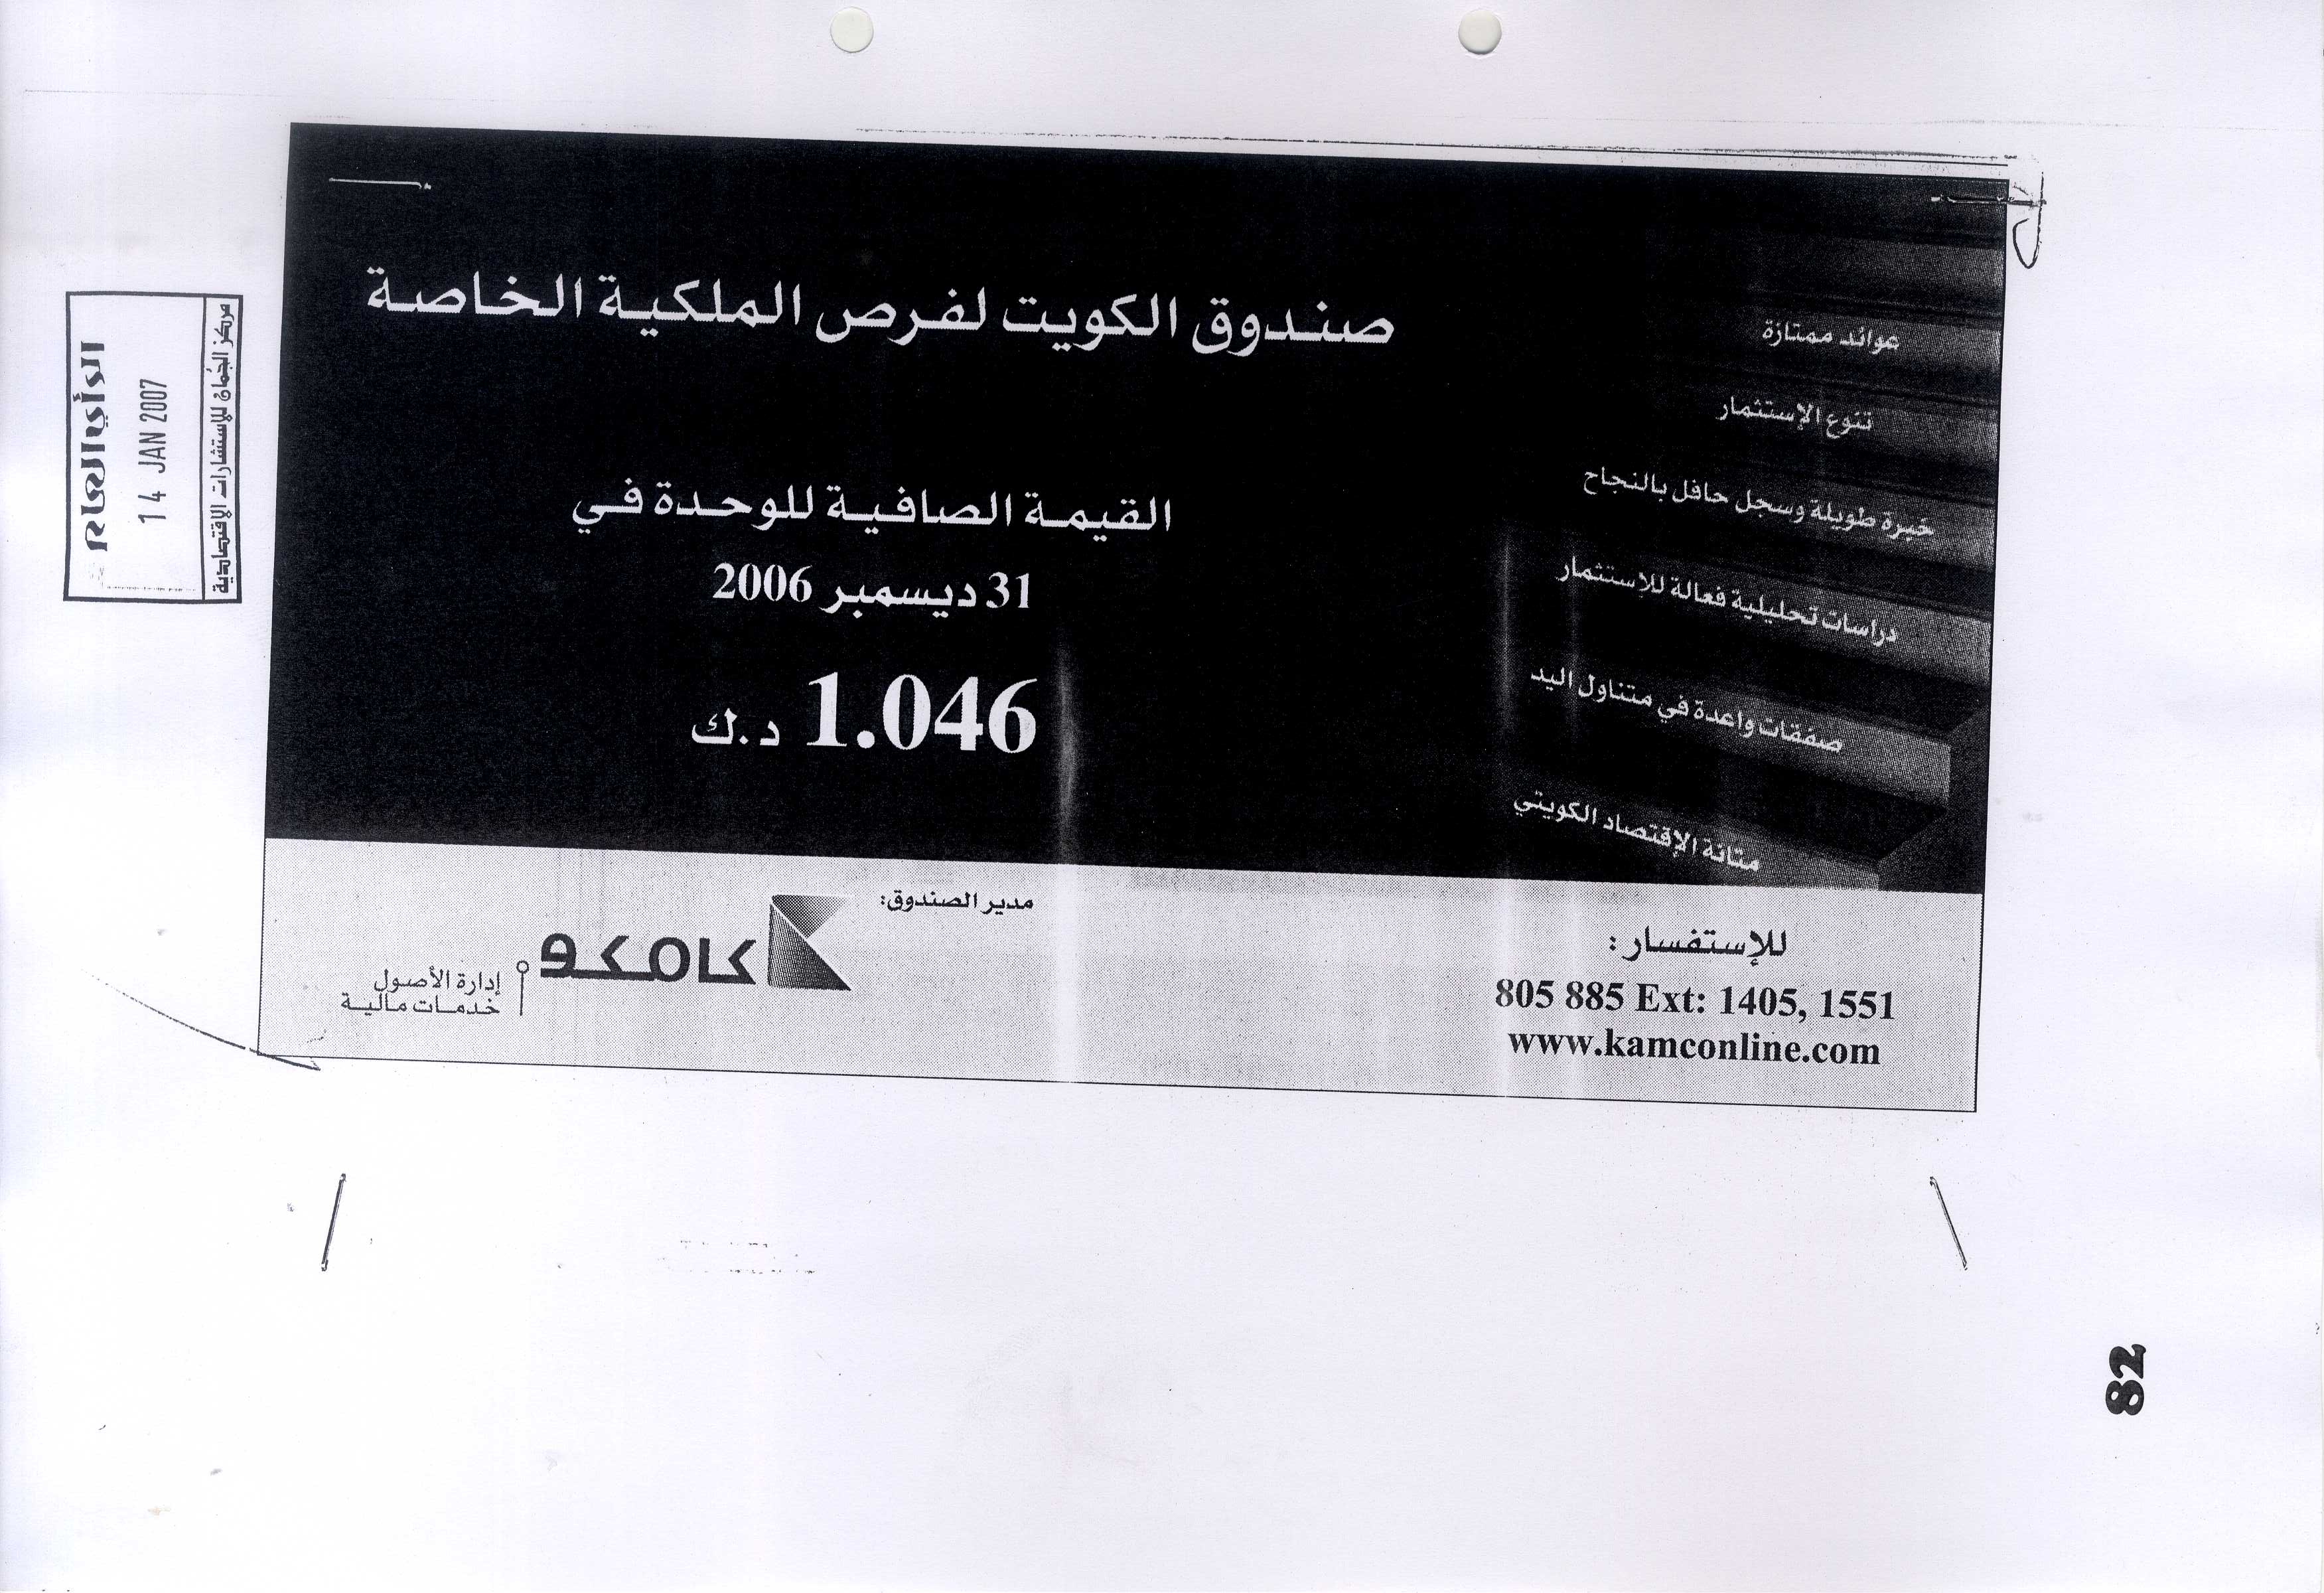 صندوق الكويت لفرص الملكية الخاصة
القيمة الصافية للوحدة في
31 ديسمبر 2006
1.046 د.ك
عوائد ممتازة
تنوع الإستثمار
خبرة طويلة وسجل حافل بالنجاح
دراسات تحليلية فعالة للإستثمار
صفقات واعدة في متناول اليد
متانة الإقتصاد الكويتي
للإستفسار :
805 885 Ext: 1405, 1551
www.kamconline.com
مدير الصندوق:
كامكو
إدارة الأصول
خدمات مالية
الرأي العام
14 JAN 2007
مركز الجُمان للإستشارات الإقتصادية
82